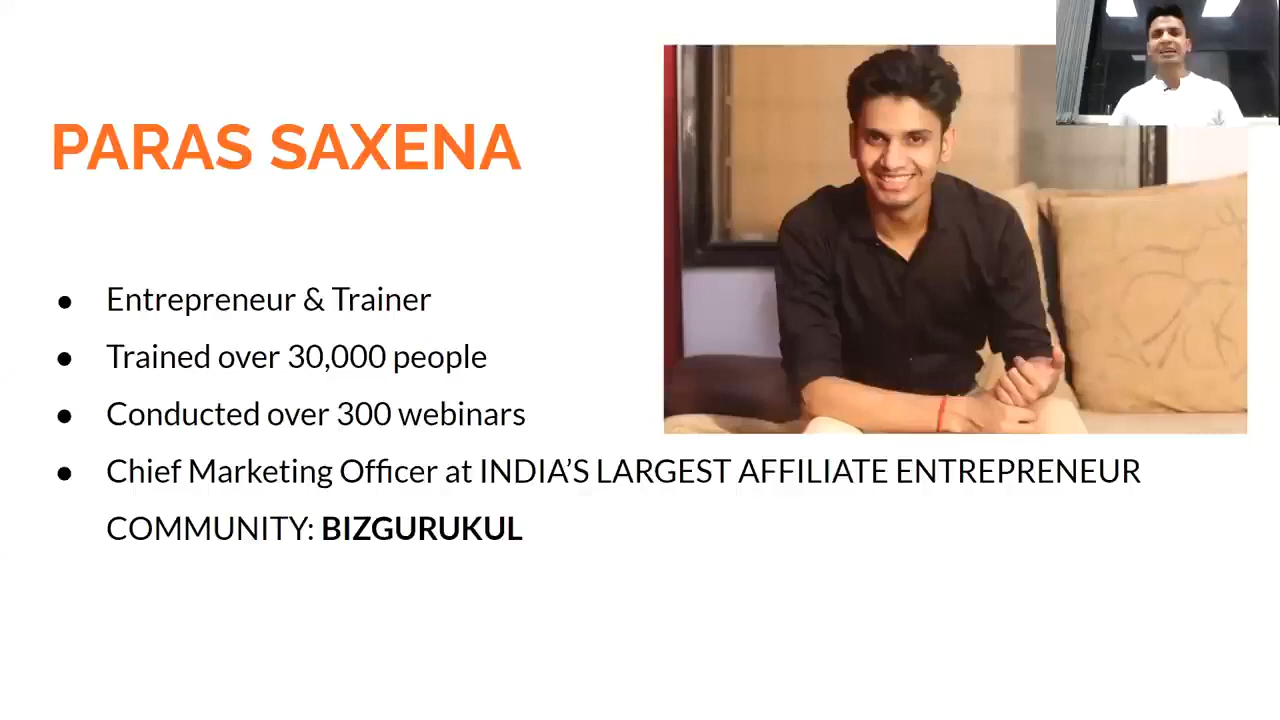 PARAS SAXENA
● Entrepreneur & Trainer
● Trained over 30,000 people
● Conducted over 300 webinars
● Chief Marketing Officer at INDIA’S LARGEST AFFILIATE ENTREPRENEUR
COMMUNITY: BIZGURUKUL